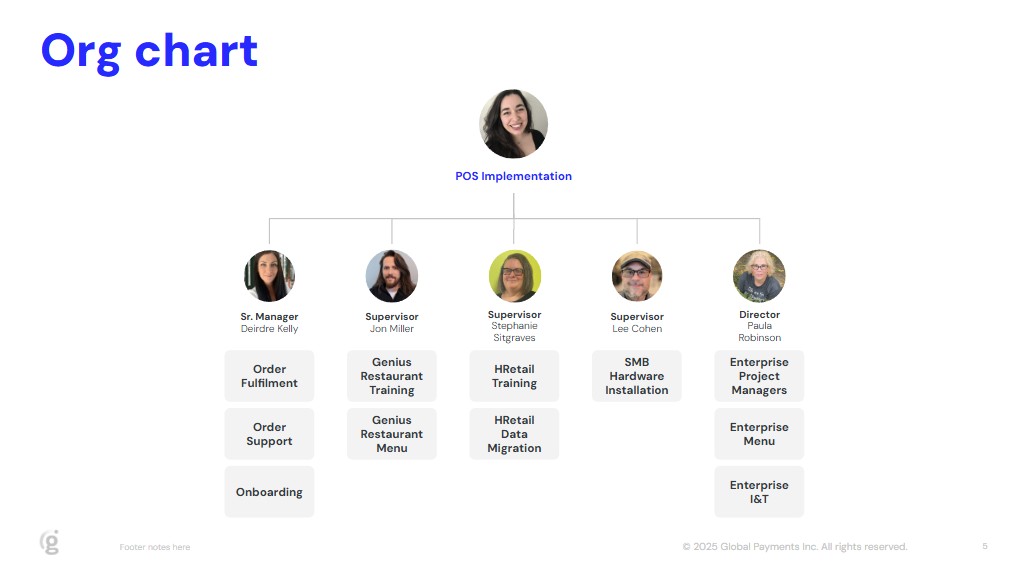 Org chart
POS Implementation
Sr. Manager
Deirdre Kelly
Supervisor
Jon Miller
Supervisor
Stephanie
Sitgraves
Supervisor
Lee Cohen
Director
Paula
Robinson
Order
Fulfilment
Genius
Restaurant
Training
HRetail
Training
SMB
Hardware
Installation
Enterprise
Project
Managers
Order
Support
Genius
Restaurant
Menu
HRetail
Data
Migration
Enterprise
Menu
Onboarding
Enterprise
I&T
g
Footer notes here
© 2025 Global Payments Inc. All rights reserved.
5